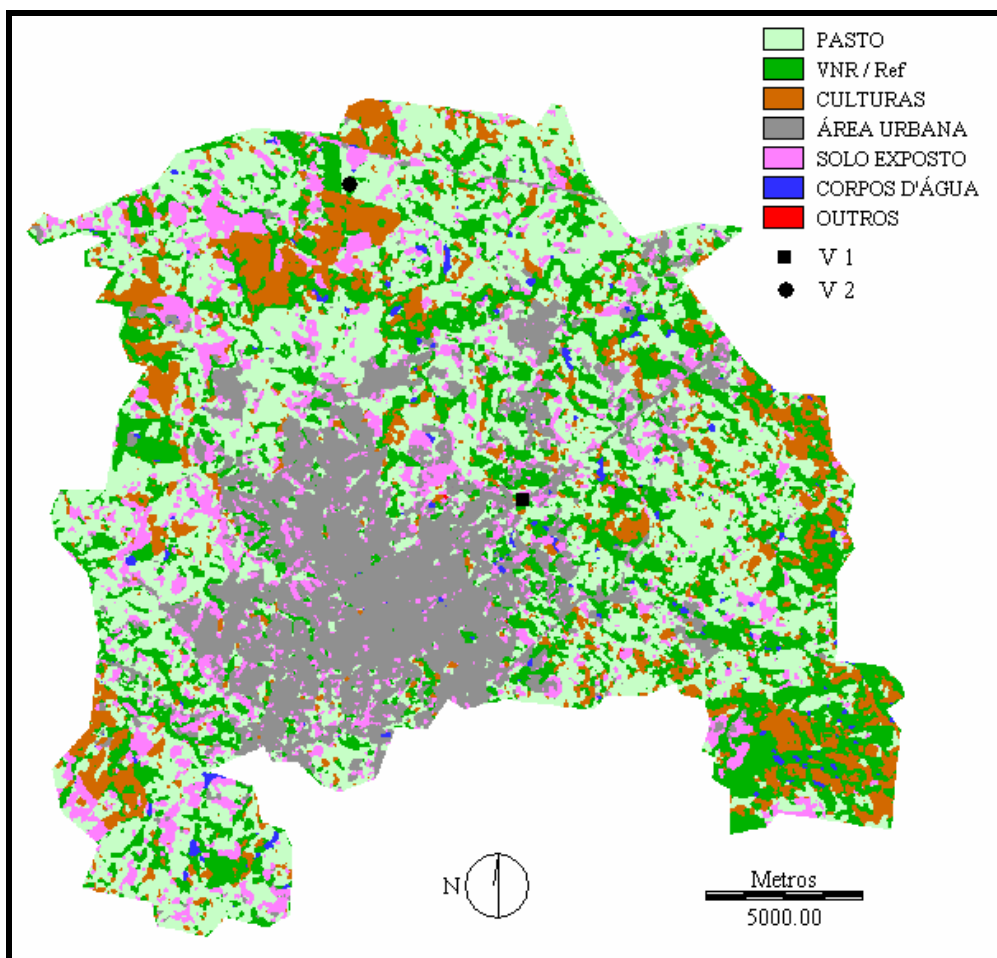 PASTO
VNR / Ref
CULTURAS
ÁREA URBANA
SOLO EXPOSTO
CORPOS D'ÁGUA
OUTROS
V 1
V 2
N
Metros
5000.00